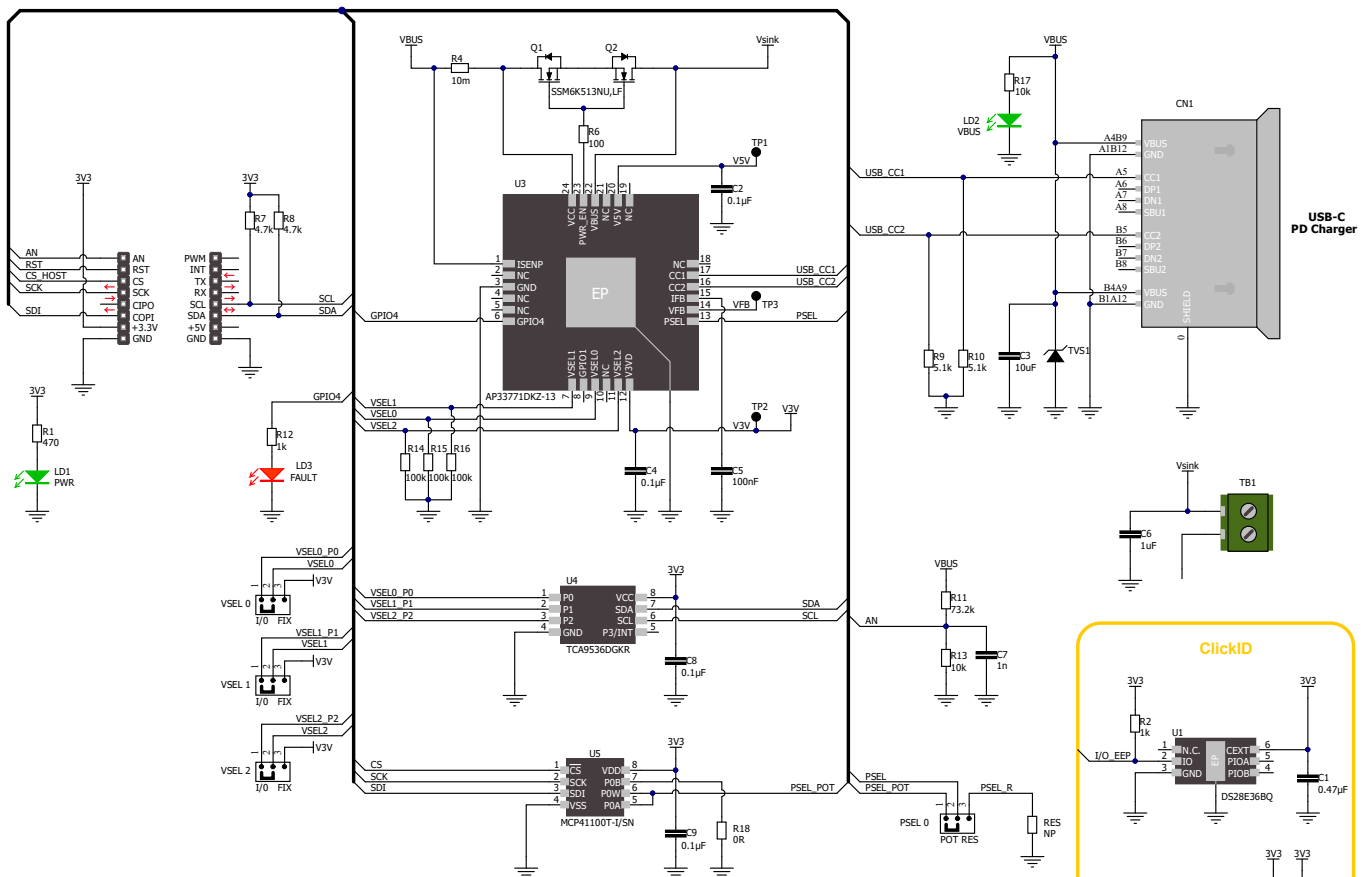 VBUS
R4
10m
Q1
Q2
SSM6K513NU,LF
Vsink
R6
100
TP1
V5V
C2
0.1µF
U3
24
23
22
21
20
19
VCC
PWR_EN
VBUS
NC
V5V
NC
1
ISENP
2
NC
3
GND
4
NC
5
NC
6
GPIO4
EP
NC
18
CC1
17
CC2
16
IFB
15
VFB
14
PSEL
13
USB_CC1
USB_CC2
VFB
TP3
PSEL
GPIO4
VSEL1
GPIO1
VSEL0
NC
VSEL2
V3VD
7
8
9
10
11
12
AP33771DKZ-13
VSEL1
VSEL0
VSEL2
R14
R15
R16
100k
100k
100k
TP2
V3V
V3V
C4
0.1µF
C5
100nF
3V3
3V3
R7
4.7k
R8
4.7k
AN
RST
CS_HOST
SCK
SDI
AN
RST
CS
SCK
CIPO
COPI
+3.3V
GND
PWM
INT
TX
RX
SCL
SDA
+5V
GND
SCL
SDA
3V3
R1
470
LD1
PWR
GPIO4
R12
1k
LD3
FAULT
VBUS
R17
10k
LD2
VBUS
CN1
A4B9
VBUS
A1B12
GND
A5
CC1
A6
DP1
A7
DN1
A8
SBU1
B5
CC2
B6
DP2
B7
DN2
B8
SBU2
B4A9
VBUS
B1A12
GND
SHIELD
0
USB-C
PD Charger
USB_CC1
USB_CC2
R9
5.1k
R10
5.1k
C3
10uF
TVS1
Vsink
TB1
C6
1uF
VSEL0_P0
VSEL0
V3V
1
2
3
VSEL 0
I/0 FIX
VSEL1_P1
VSEL1
V3V
1
2
3
VSEL 1
I/0 FIX
VSEL2_P2
VSEL2
V3V
1
2
3
VSEL 2
I/0 FIX
VSEL0_P0
VSEL1_P1
VSEL2_P2
U4
1
P0
2
P1
3
P2
4
GND
VCC
8
SDA
7
SCL
6
P3/INT
5
TCA9536DGKR
3V3
SDA
SCL
C8
0.1µF
CS
SCK
SDI
U5
1
CS
2
SCK
3
SDI
4
VSS
VDD
8
P0B
7
P0W
6
P0A
5
MCP41100T-I/SN
3V3
C9
0.1µF
R18
0R
PSEL_POT
VBUS
R11
73.2k
AN
R13
10k
C7
1n
PSEL
PSEL_POT
1
2
3
PSEL_R
PSEL 0
POT RES
RES
NP
ClickID
3V3
3V3
R2
1k
I/O_EEP
U1
1
N.C.
2
IO
3
GND
EP
CEXT
6
PIOA
5
PIOB
4
DS28E36BQ
C1
0.47µF
3V3
3V3